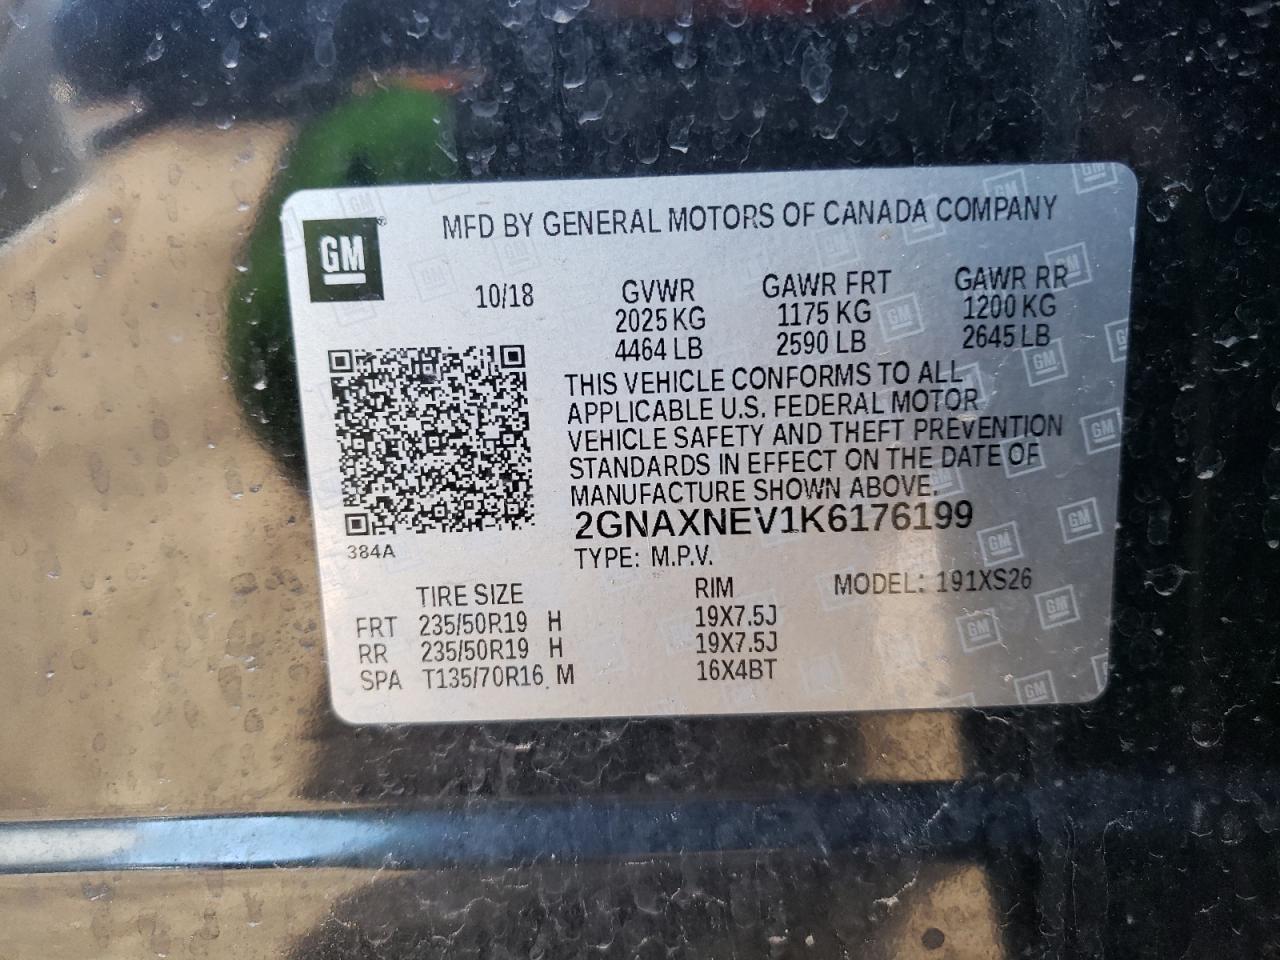 GM
MFD BY GENERAL MOTORS OF CANADA COMPANY
10/18
GVWR GAWR FRT GAWR RR
2025 KG 1175 KG 1200 KG
4464 LB 2590 LB 2645 LB
THIS VEHICLE CONFORMS TO ALL
APPLICABLE U.S. FEDERAL MOTOR
VEHICLE SAFETY AND THEFT PREVENTION
STANDARDS IN EFFECT ON THE DATE OF
MANUFACTURE SHOWN ABOVE.
2GNAXNEV1K6176199
384A
TYPE: M.P.V.
TIRE SIZE RIM MODEL: 191XS26
FRT 235/50R19 H 19X7.5J
RR 235/50R19 H 19X7.5J
SPA T135/70R16 M 16X4BT